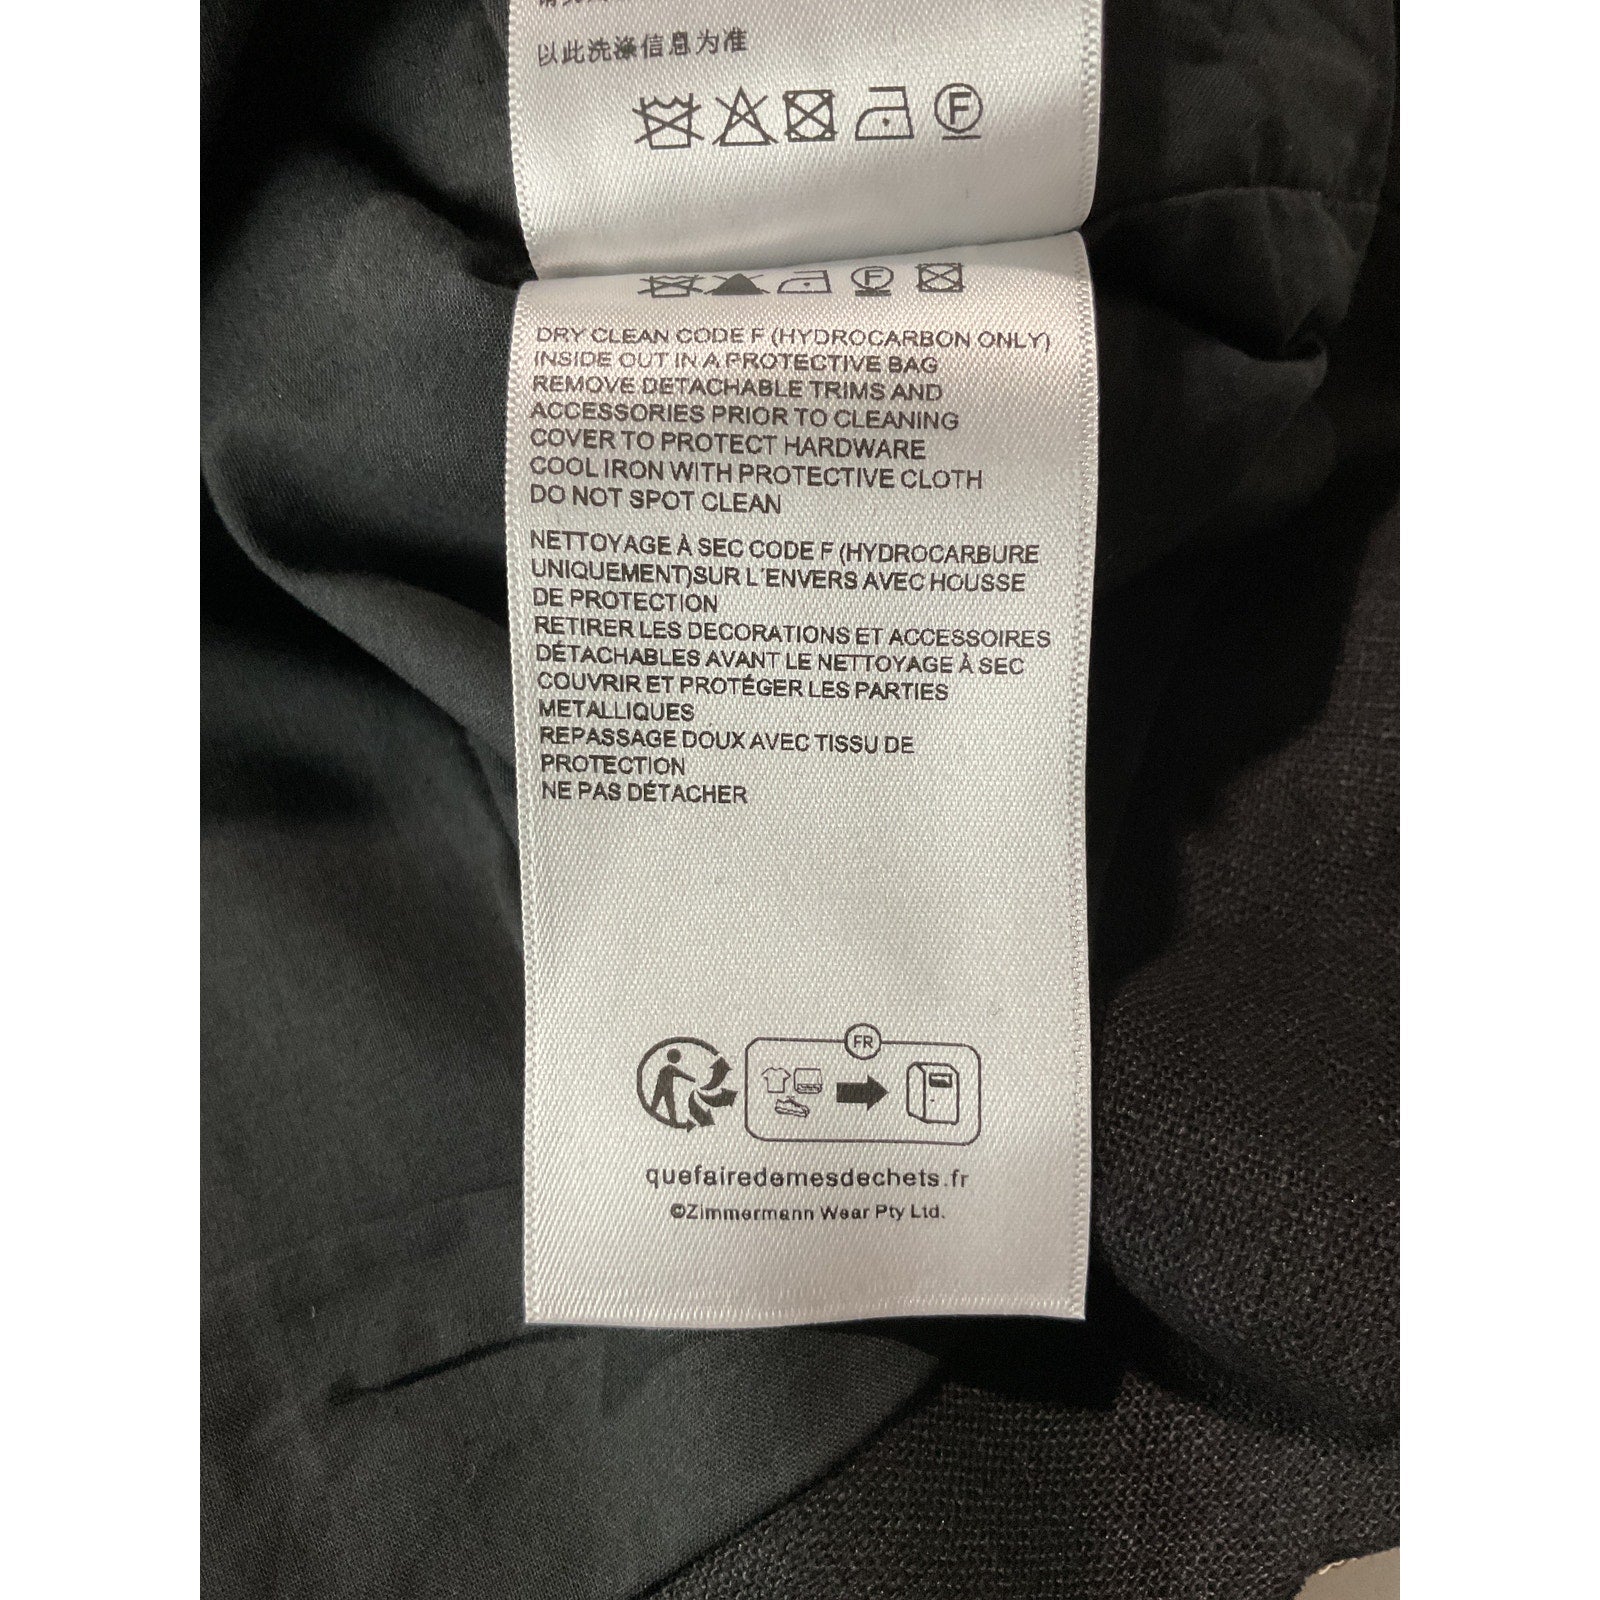 以此洗涤信息为准
F
F
DRY CLEAN CODE F (HYDROCARBON ONLY)
INSIDE OUT IN A PROTECTIVE BAG
REMOVE DETACHABLE TRIMS AND
ACCESSORIES PRIOR TO CLEANING
COVER TO PROTECT HARDWARE
COOL IRON WITH PROTECTIVE CLOTH
DO NOT SPOT CLEAN
NETTOYAGE À SEC CODE F (HYDROCARBURE
UNIQUEMENT)SUR L'ENVERS AVEC HOUSSE
DE PROTECTION
RETIRER LES DECORATIONS ET ACCESSOIRES
DÉTACHABLES AVANT LE NETTOYAGE À SEC
COUVRIR ET PROTÉGER LES PARTIES
METALLIQUES
REPASSAGE DOUX AVEC TISSU DE
PROTECTION
NE PAS DÉTACHER
FR
quefairedemesdechets.fr
©Zimmermann Wear Pty Ltd.